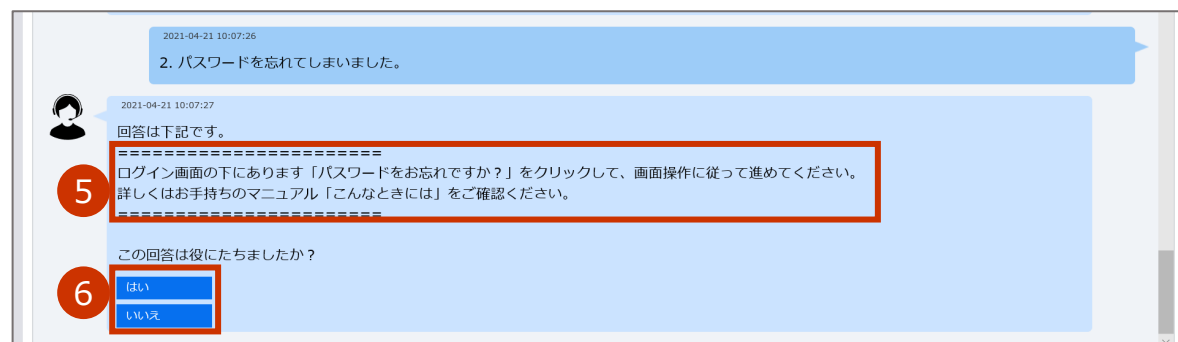 2021-04-21 10:07:26
2. パスワードを忘れてしまいました。
2021-04-21 10:07:27
回答は下記です。
=======================
ログイン画面の下にあります「パスワードをお忘れですか？」をクリックして、画面操作に従って進めてください。
5
詳しくはお手持ちのマニュアル「こんなときには」をご確認ください。
=======================
この回答は役にたちましたか？
6
はい
いいえ